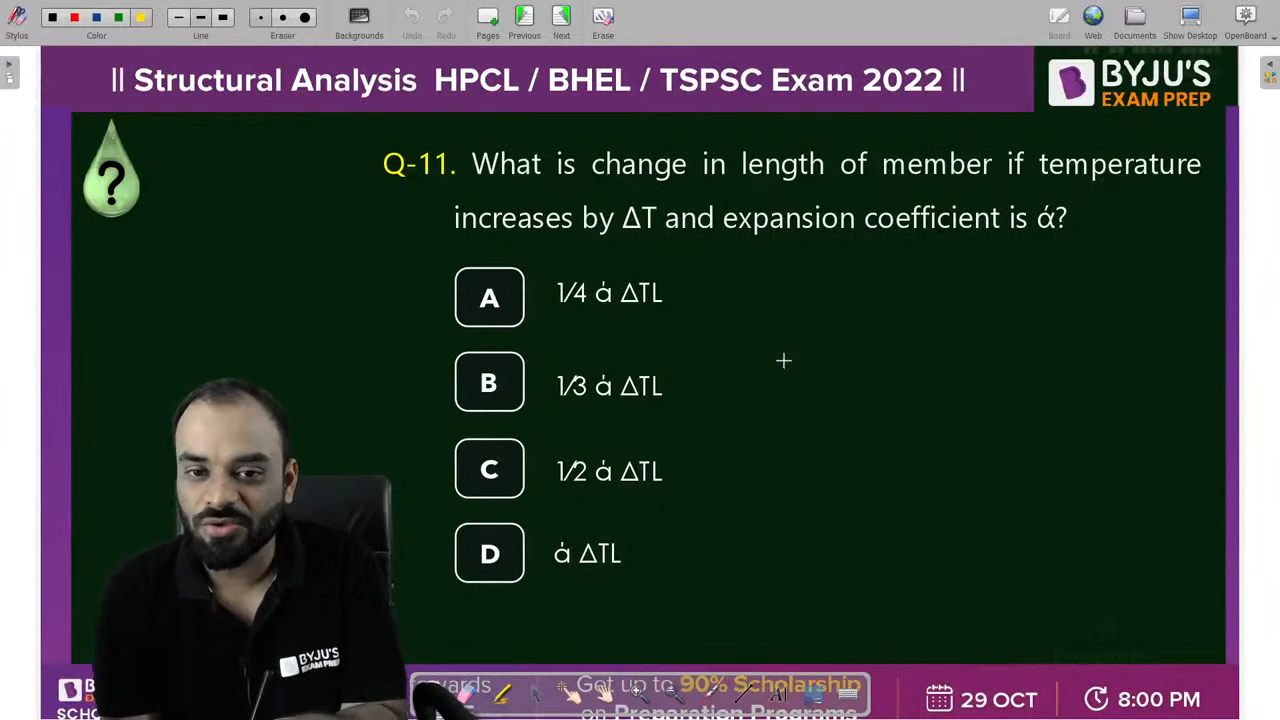 Stylus
Color
Line
Eraser
Backgrounds
Undo
Redo
Pages
Previous
Next
Erase
Board
Web
Documents
Show Desktop
OpenBoard
|| Structural Analysis HPCL / BHEL / TSPSC Exam 2022 ||
BYJU'S
EXAM PREP
?
Q-11. What is change in length of member if temperature
increases by ΔT and expansion coefficient is ά?
A 1/4 ά ΔTL
B 1/3 ά ΔTL
C 1/2 ά ΔTL
D ά ΔTL
BYJU'S
EXAM PREP
Get up to 90% Scholarship
on Preparation Programs
29 OCT
8:00 PM